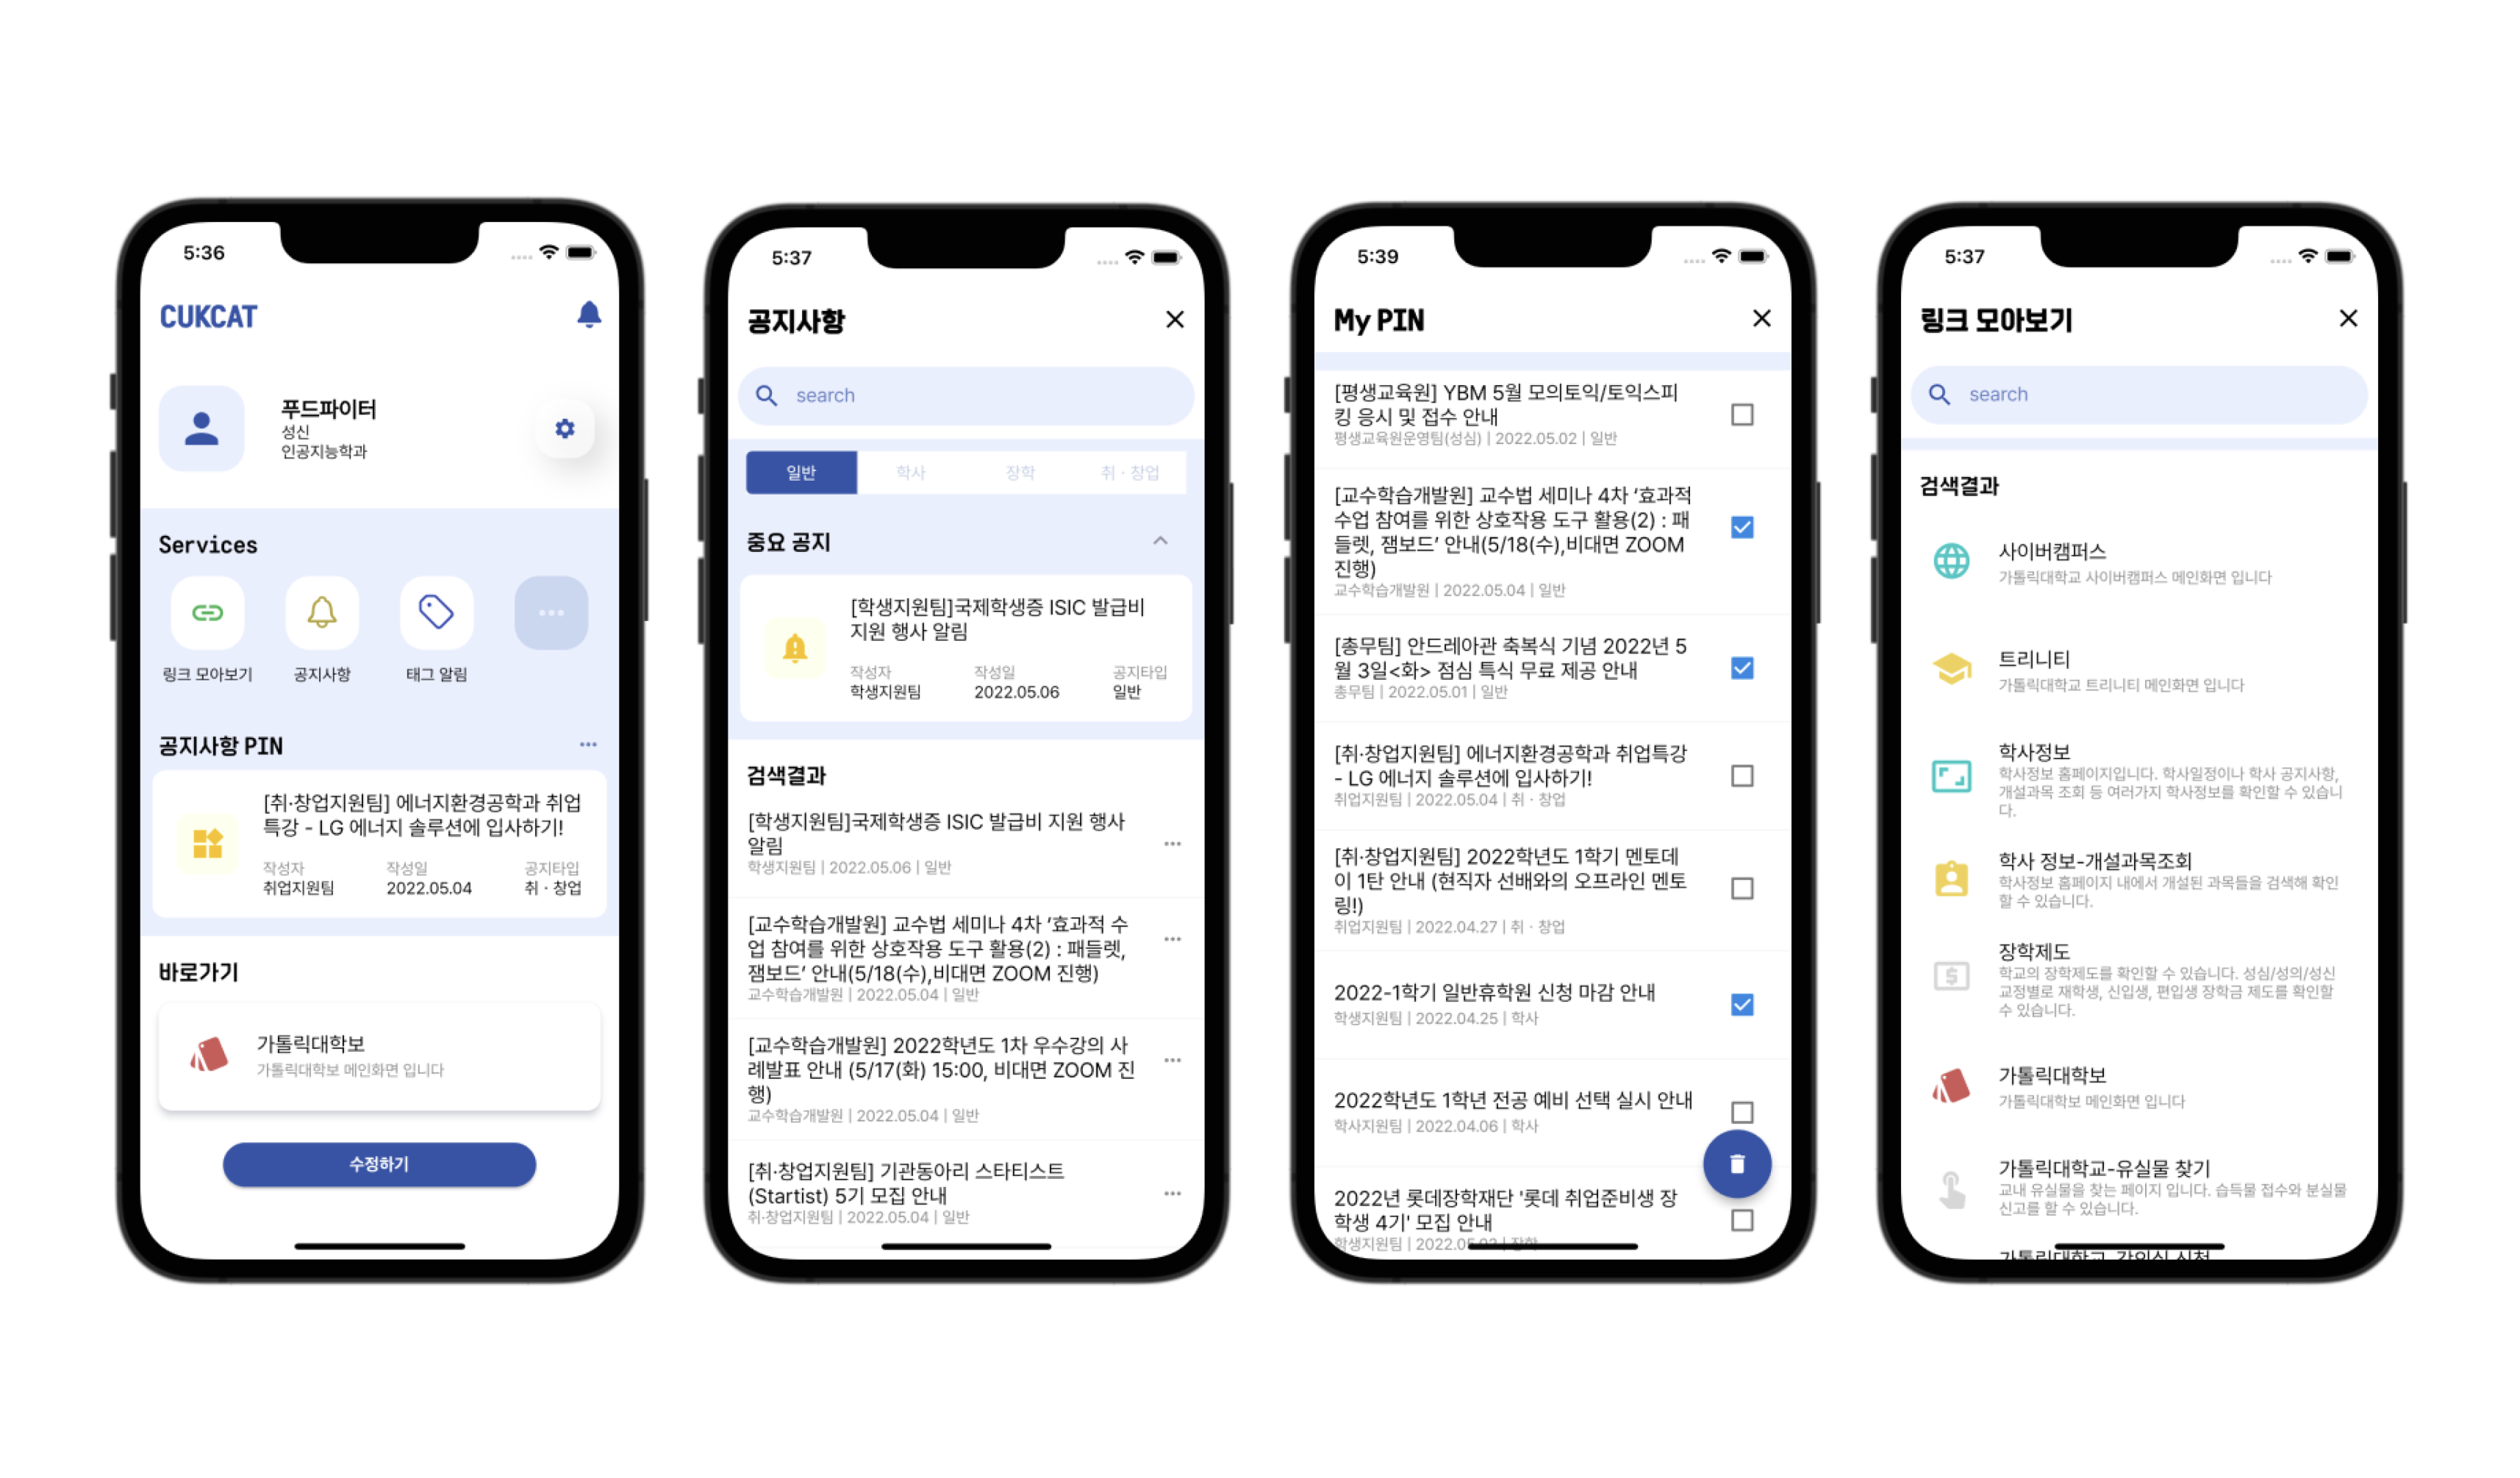 5:36
CUKCAT
푸드파이터
성신
인공지능학과
Services
링크 모아보기
공지사항
태그 알림
공지사항 PIN
[취·창업지원팀] 에너지환경공학과 취업
특강 - LG 에너지 솔루션에 입사하기!
작성자 작성일 공지타입
취업지원팀 2022.05.04 취 · 창업
바로가기
가톨릭대학보
가톨릭대학보 메인화면 입니다
수정하기
5:37
공지사항
search
일반 학사 장학 취 · 창업
중요 공지
[학생지원팀]국제학생증 ISIC 발급비
지원 행사 알림
작성자 작성일 공지타입
학생지원팀 2022.05.06 일반
검색결과
[학생지원팀]국제학생증 ISIC 발급비 지원 행사
알림
학생지원팀 | 2022.05.06 | 일반
[교수학습개발원] 교수법 세미나 4차 ‘효과적 수
업 참여를 위한 상호작용 도구 활용(2) : 패들렛,
잼보드’ 안내(5/18(수),비대면 ZOOM 진행)
교수학습개발원 | 2022.05.04 | 일반
[교수학습개발원] 2022학년도 1차 우수강의 사
례발표 안내 (5/17(화) 15:00, 비대면 ZOOM 진
행)
교수학습개발원 | 2022.05.04 | 일반
[취·창업지원팀] 기관동아리 스타티스트
(Startist) 5기 모집 안내
취·창업지원팀 | 2022.05.04 | 일반
5:39
My PIN
[평생교육원] YBM 5월 모의토익/토익스피
킹 응시 및 접수 안내
평생교육원운영팀(성심) | 2022.05.02 | 일반
[교수학습개발원] 교수법 세미나 4차 ‘효과적
수업 참여를 위한 상호작용 도구 활용(2) : 패
들렛, 잼보드’ 안내(5/18(수),비대면 ZOOM
진행)
교수학습개발원 | 2022.05.04 | 일반
[총무팀] 안드레아관 축복식 기념 2022년 5
월 3일<화> 점심 특식 무료 제공 안내
총무팀 | 2022.05.01 | 일반
[취·창업지원팀] 에너지환경공학과 취업특강
- LG 에너지 솔루션에 입사하기!
취업지원팀 | 2022.05.04 | 취 · 창업
[취·창업지원팀] 2022학년도 1학기 멘토데
이 1탄 안내 (현직자 선배와의 오프라인 멘토
링!)
취업지원팀 | 2022.04.27 | 취 · 창업
2022-1학기 일반휴학원 신청 마감 안내
학생지원팀 | 2022.04.25 | 학사
2022학년도 1학년 전공 예비 선택 실시 안내
학사지원팀 | 2022.04.06 | 학사
2022년 롯데장학재단 '롯데 취업준비생 장
학생 4기' 모집 안내
학생지원팀 |
5:37
링크 모아보기
search
검색결과
사이버캠퍼스
가톨릭대학교 사이버캠퍼스 메인화면 입니다
트리니티
가톨릭대학교 트리니티 메인화면 입니다
학사정보
학사정보 홈페이지입니다. 학사일정이나 학사 공지사항,
개설과목 조회 등 여러가지 학사정보를 확인할 수 있습니
다.
학사 정보-개설과목조회
학사정보 홈페이지 내에서 개설된 과목들을 검색해 확인
할 수 있습니다.
장학제도
학교의 장학제도를 확인할 수 있습니다. 성심/성의/성신
교정별로 재학생, 신입생, 편입생 장학금 제도를 확인할
수 있습니다.
가톨릭대학보
가톨릭대학보 메인화면 입니다
가톨릭대학교-유실물 찾기
교내 유실물을 찾는 페이지 입니다. 습득물 접수와 분실물
신고를 할 수 있습니다.